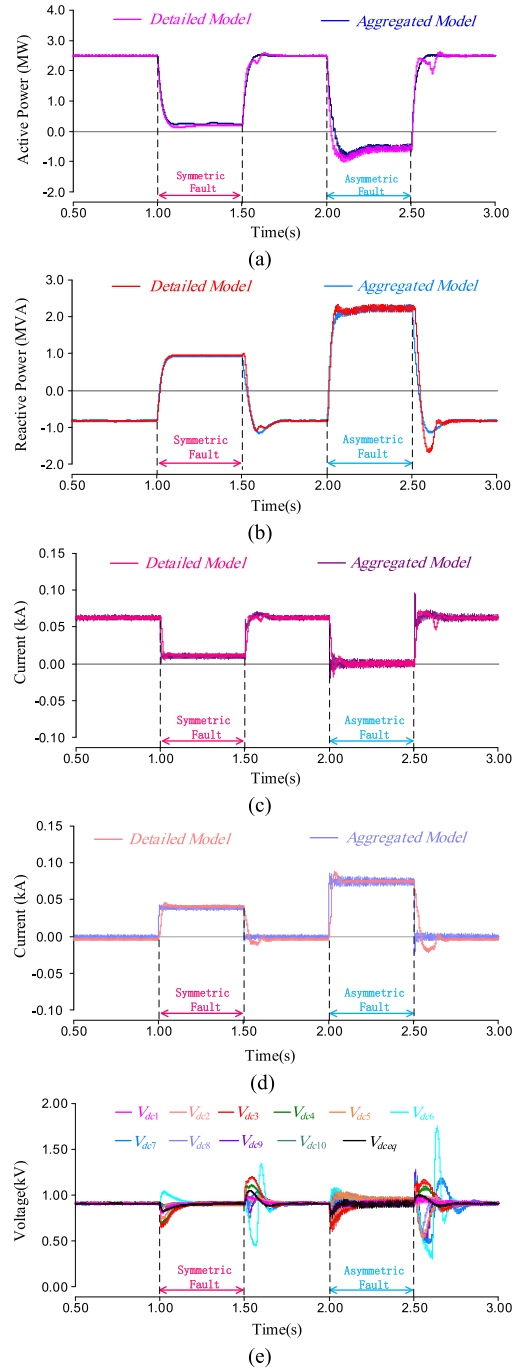 Detailed Model Aggregated Model
Active Power (MW)
4.0
3.0
2.0
1.0
0.0
-1.0
2.0
Symmetric Fault
Asymmetric Fault
0.50 1.00 1.50 2.00 2.50 3.00
Time(s)
(a)
Detailed Model Aggregated Model
Reactive Power (MVA)
3.0
2.0
1.0
0.0
-1.0
-2.0
Symmetric Fault
Asymmetric Fault
0.50 1.00 1.50 2.00 2.50 3.00
Time(s)
(b)
Detailed Model Aggregated Model
Current (kA)
0.15
0.10
0.05
0.00
-0.05
-0.10
Symmetric Fault
Asymmetric Fault
0.50 1.00 1.50 2.00 2.50 3.00
Time(s)
(c)
Detailed Model Aggregated Model
Current (kA)
0.15
0.10
0.05
0.00
-0.05
0.10
Symmetric Fault
Asymmetric Fault
0.50 1.00 1.50 2.00 2.50 3.00
Time(s)
(d)
Vdc1 Vdc2 Vdc3 Vdc4 Vdc5 Vdc6
Vdc7 Vdc8 Vdc9 Vdc10 Vdceq
Voltage(kV)
2.00
1.50
1.00
0.50
0.00
Symmetric Fault
Asymmetric Fault
0.50 1.00 1.50 2.00 2.50 3.00
Time(s)
(e)